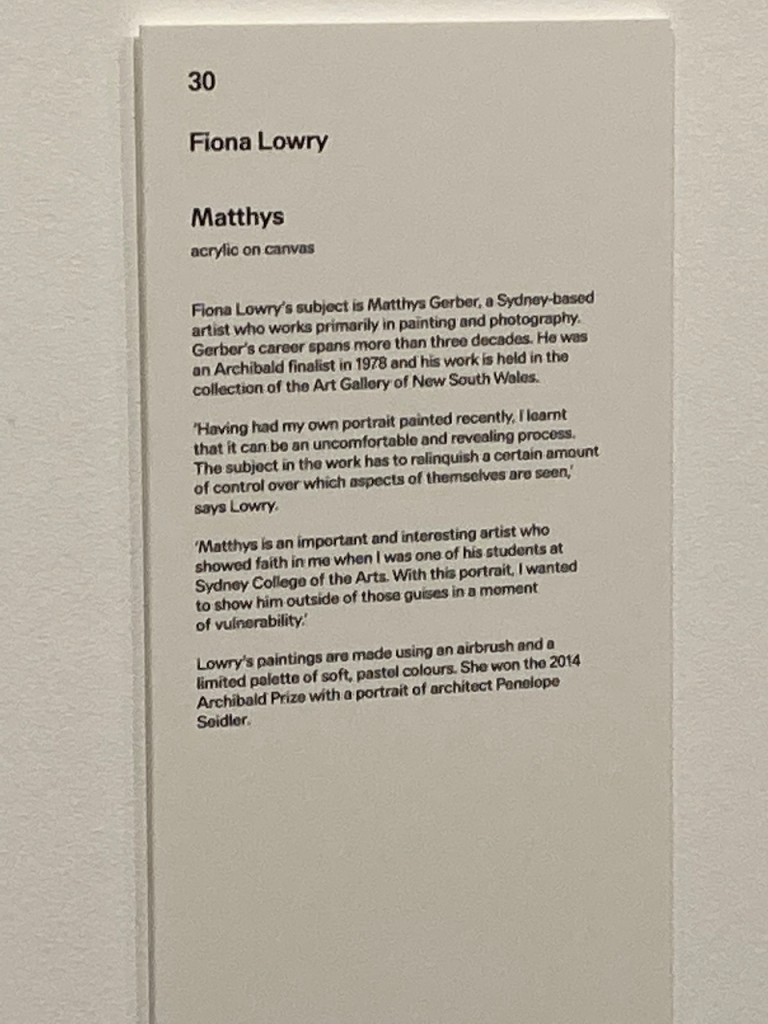 30
Fiona Lowry
Matthys
acrylic on canvas
Fiona Lowry's subject is Matthys Gerber, a Sydney-based
artist who works primarily in painting and photography.
Gerber's career spans more than three decades. He was
an Archibald finalist in 1978 and his work is held in the
collection of the Art Gallery of New South Wales.
'Having had my own portrait painted recently, I learnt
that it can be an uncomfortable and revealing process.
The subject in the work has to relinquish a certain amount
of control over which aspects of themselves are seen,'
says Lowry.
'Matthys is an important and interesting artist who
showed faith in me when I was one of his students at
Sydney College of the Arts. With this portrait, I wanted
to show him outside of those guises in a moment
of vulnerability.'
Lowry's paintings are made using an airbrush and a
limited palette of soft, pastel colours. She won the 2014
Archibald Prize with a portrait of architect Penelope
Seidler.